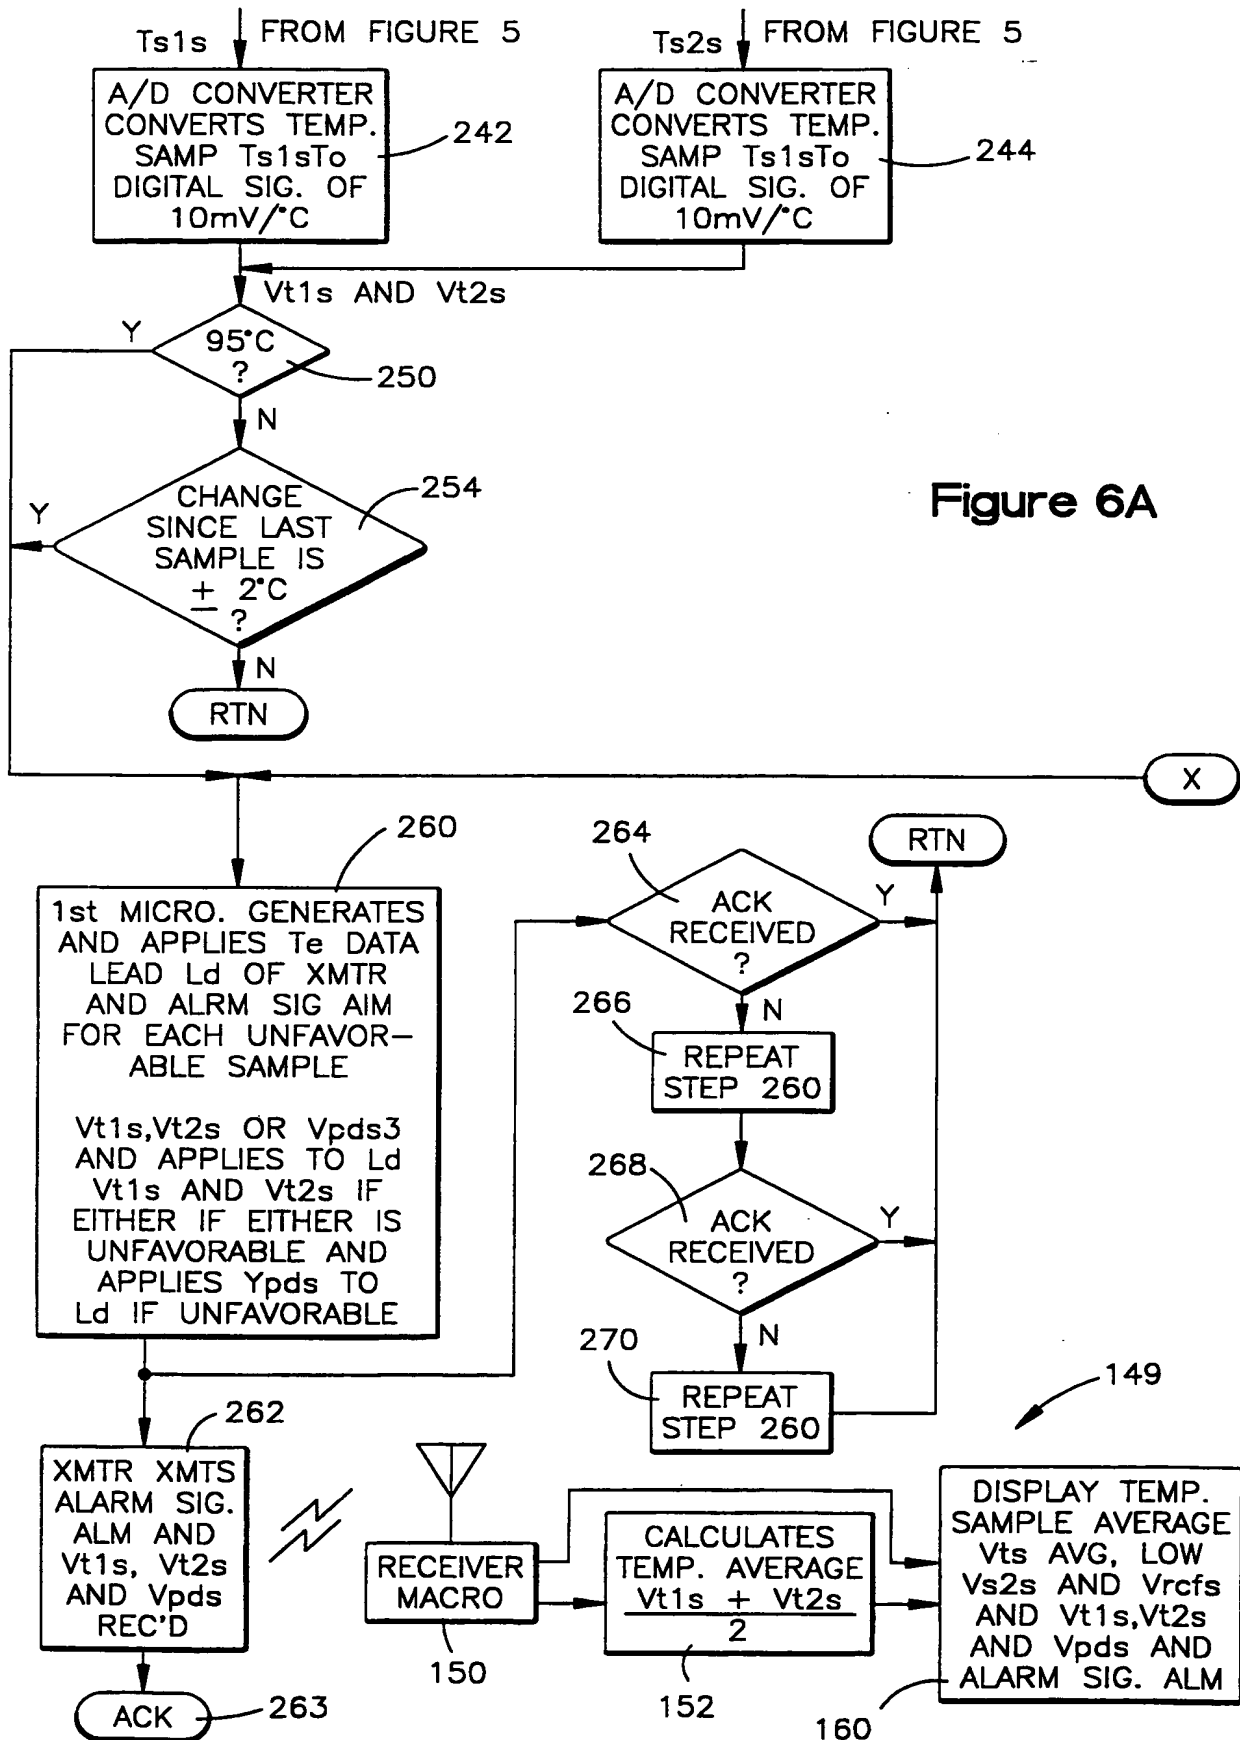 Ts1s FROM FIGURE 5
Ts2s FROM FIGURE 5
A/D CONVERTER
CONVERTS TEMP.
SAMP Ts1sTo
DIGITAL SIG. OF
10mV/°C
242
A/D CONVERTER
CONVERTS TEMP.
SAMP Ts1sTo
DIGITAL SIG. OF
10mV/°C
244
Vt1s AND Vt2s
Y
95°C
?
250
N
Y
CHANGE
SINCE LAST
SAMPLE IS
± 2°C
?
254
N
RTN
Figure 6A
X
260
1st MICRO. GENERATES
AND APPLIES Te DATA
LEAD Ld OF XMTR
AND ALRM SIG AIM
FOR EACH UNFAVOR-
ABLE SAMPLE
Vt1s,Vt2s OR Vpds3
AND APPLIES TO Ld
Vt1s AND Vt2s IF
EITHER IF EITHER IS
UNFAVORABLE AND
APPLIES Ypds TO
Ld IF UNFAVORABLE
264
ACK
RECEIVED
?
Y
RTN
N
266
REPEAT
STEP 260
268
ACK
RECEIVED
?
Y
N
270
REPEAT
STEP 260
149
262
XMTR XMTS
ALARM SIG.
ALM AND
Vt1s, Vt2s
AND Vpds
REC'D
ACK
263
RECEIVER
MACRO
150
CALCULATES
TEMP. AVERAGE
Vt1s + Vt2s
2
152
DISPLAY TEMP.
SAMPLE AVERAGE
Vts AVG, LOW
Vs2s AND Vrcfs
AND Vt1s,Vt2s
AND Vpds AND
ALARM SIG. ALM
160